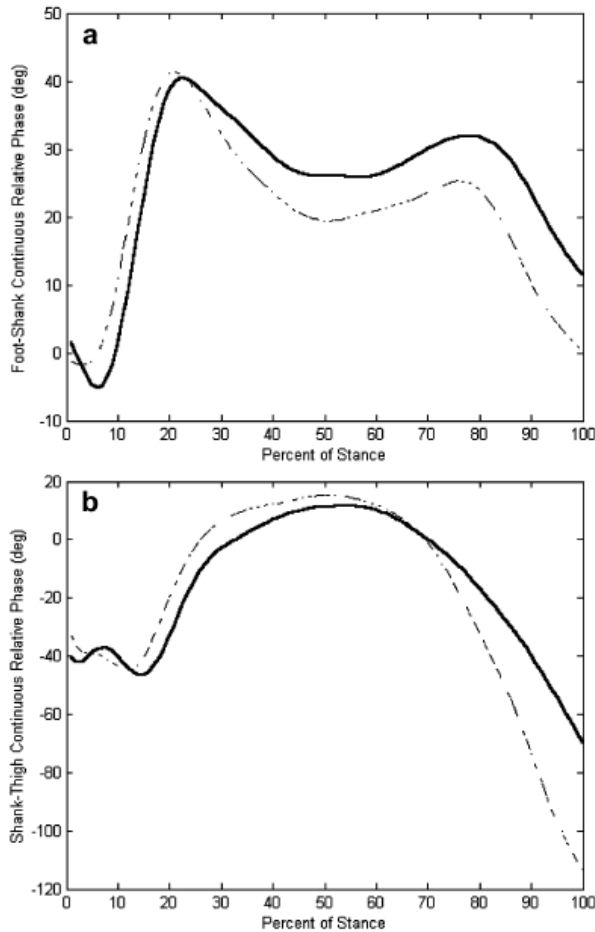 a
Foot-Shank Continuous Relative Phase (deg)
50
40
30
20
10
0
-10
0 10 20 30 40 50 60 70 80 90 100
Percent of Stance
b
Shank-Thigh Continuous Relative Phase (deg)
20
0
-20
-40
-60
-80
-100
-120
0 10 20 30 40 50 60 70 80 90 100
Percent of Stance